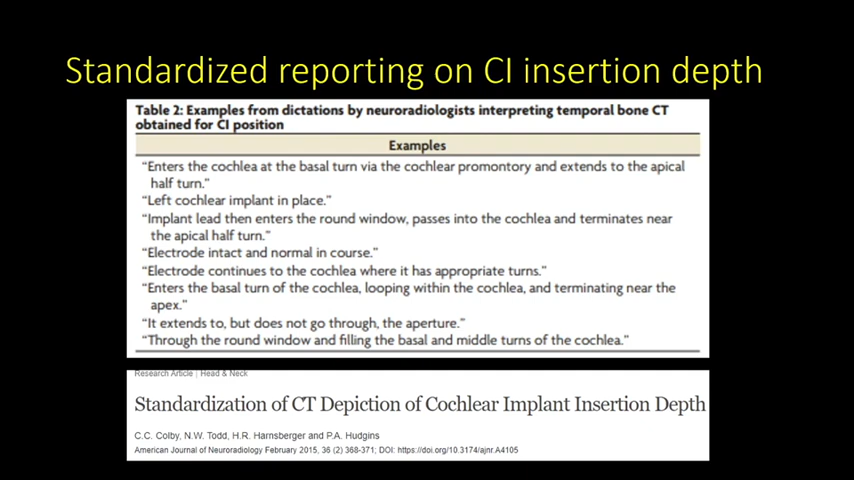 Standardized reporting on CI insertion depth
Table 2: Examples from dictations by neuroradiologists interpreting temporal bone CT
obtained for CI position
Examples
“Enters the cochlea at the basal turn via the cochlear promontory and extends to the apical
half turn.”
“Left cochlear implant in place.”
“Implant lead then enters the round window, passes into the cochlea and terminates near
the apical half turn.”
“Electrode intact and normal in course.”
“Electrode continues to the cochlea where it has appropriate turns.”
“Enters the basal turn of the cochlea, looping within the cochlea, and terminating near the
apex.”
“It extends to, but does not go through, the aperture.”
“Through the round window and filling the basal and middle turns of the cochlea.”
Research Article | Head & Neck
Standardization of CT Depiction of Cochlear Implant Insertion Depth
C.C. Colby, N.W. Todd, H.R. Harnsberger and P.A. Hudgins
American Journal of Neuroradiology February 2015, 36 (2) 368-371; DOI: https://doi.org/10.3174/ajnr.A4105